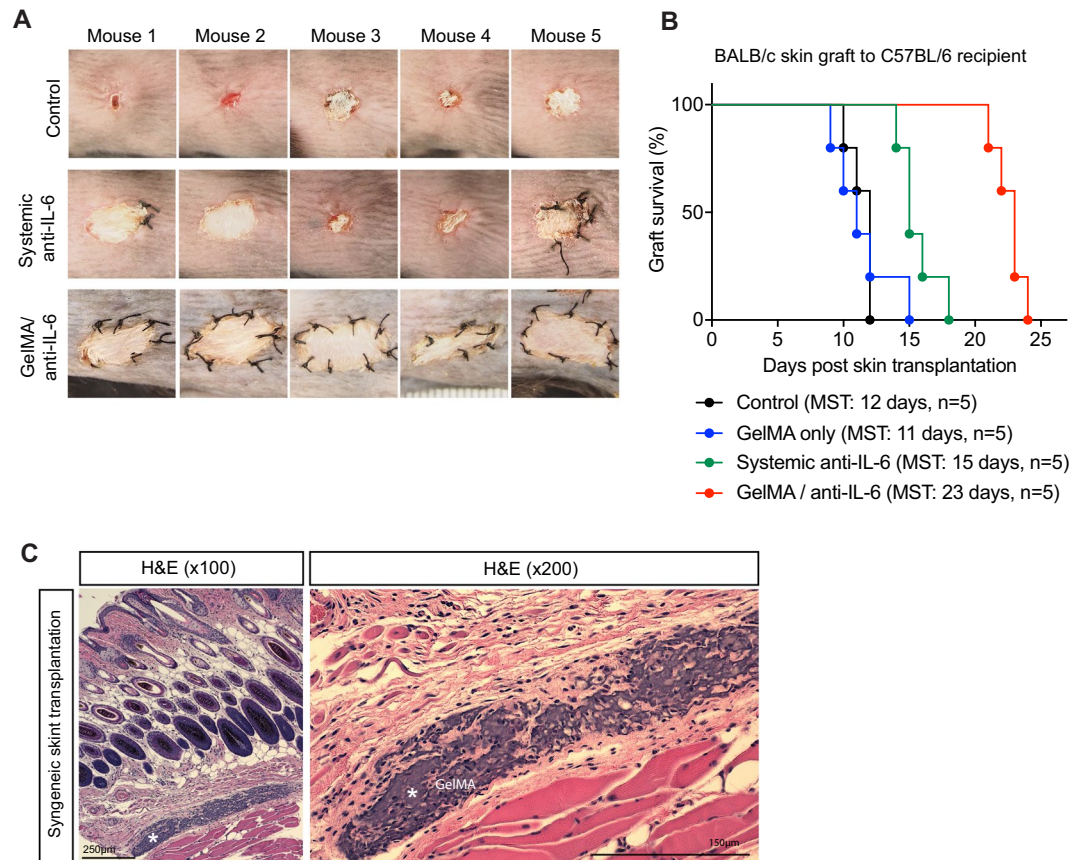 A
Mouse 1 Mouse 2 Mouse 3 Mouse 4 Mouse 5
Control
Systemic
anti-IL-6
GelMA/
anti-IL-6
B
BALB/c skin graft to C57BL/6 recipient
Graft survival (%)
100
50
0
0 5 10 15 20 25
Days post skin transplantation
Control (MST: 12 days, n=5)
GelMA only (MST: 11 days, n=5)
Systemic anti-IL-6 (MST: 15 days, n=5)
GelMA / anti-IL-6 (MST: 23 days, n=5)
C
H&E (x100) H&E (x200)
Syngeneic skint transplantation
*
250µm
GelMA
*
150µm